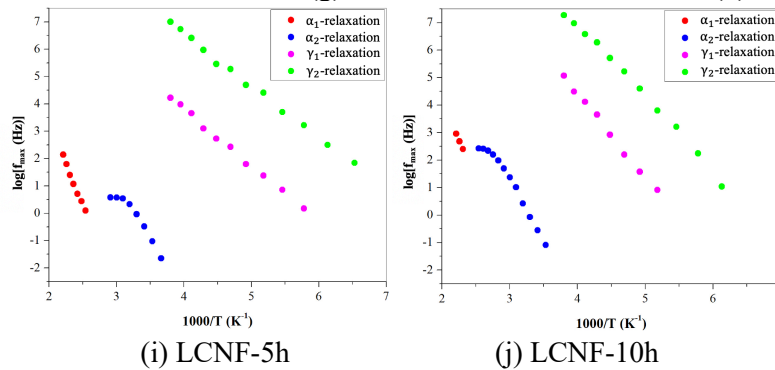 α₁-relaxation
α₂-relaxation
γ₁-relaxation
γ₂-relaxation
log[fmax (Hz)]
7
6
5
4
3
2
1
0
-1
-2
2 3 4 5 6 7
1000/T (K⁻¹)
(i) LCNF-5h
α₁-relaxation
α₂-relaxation
γ₁-relaxation
γ₂-relaxation
log[fmax (Hz)]
7
6
5
4
3
2
1
0
-1
-2
2 3 4 5 6
1000/T (K⁻¹)
(j) LCNF-10h